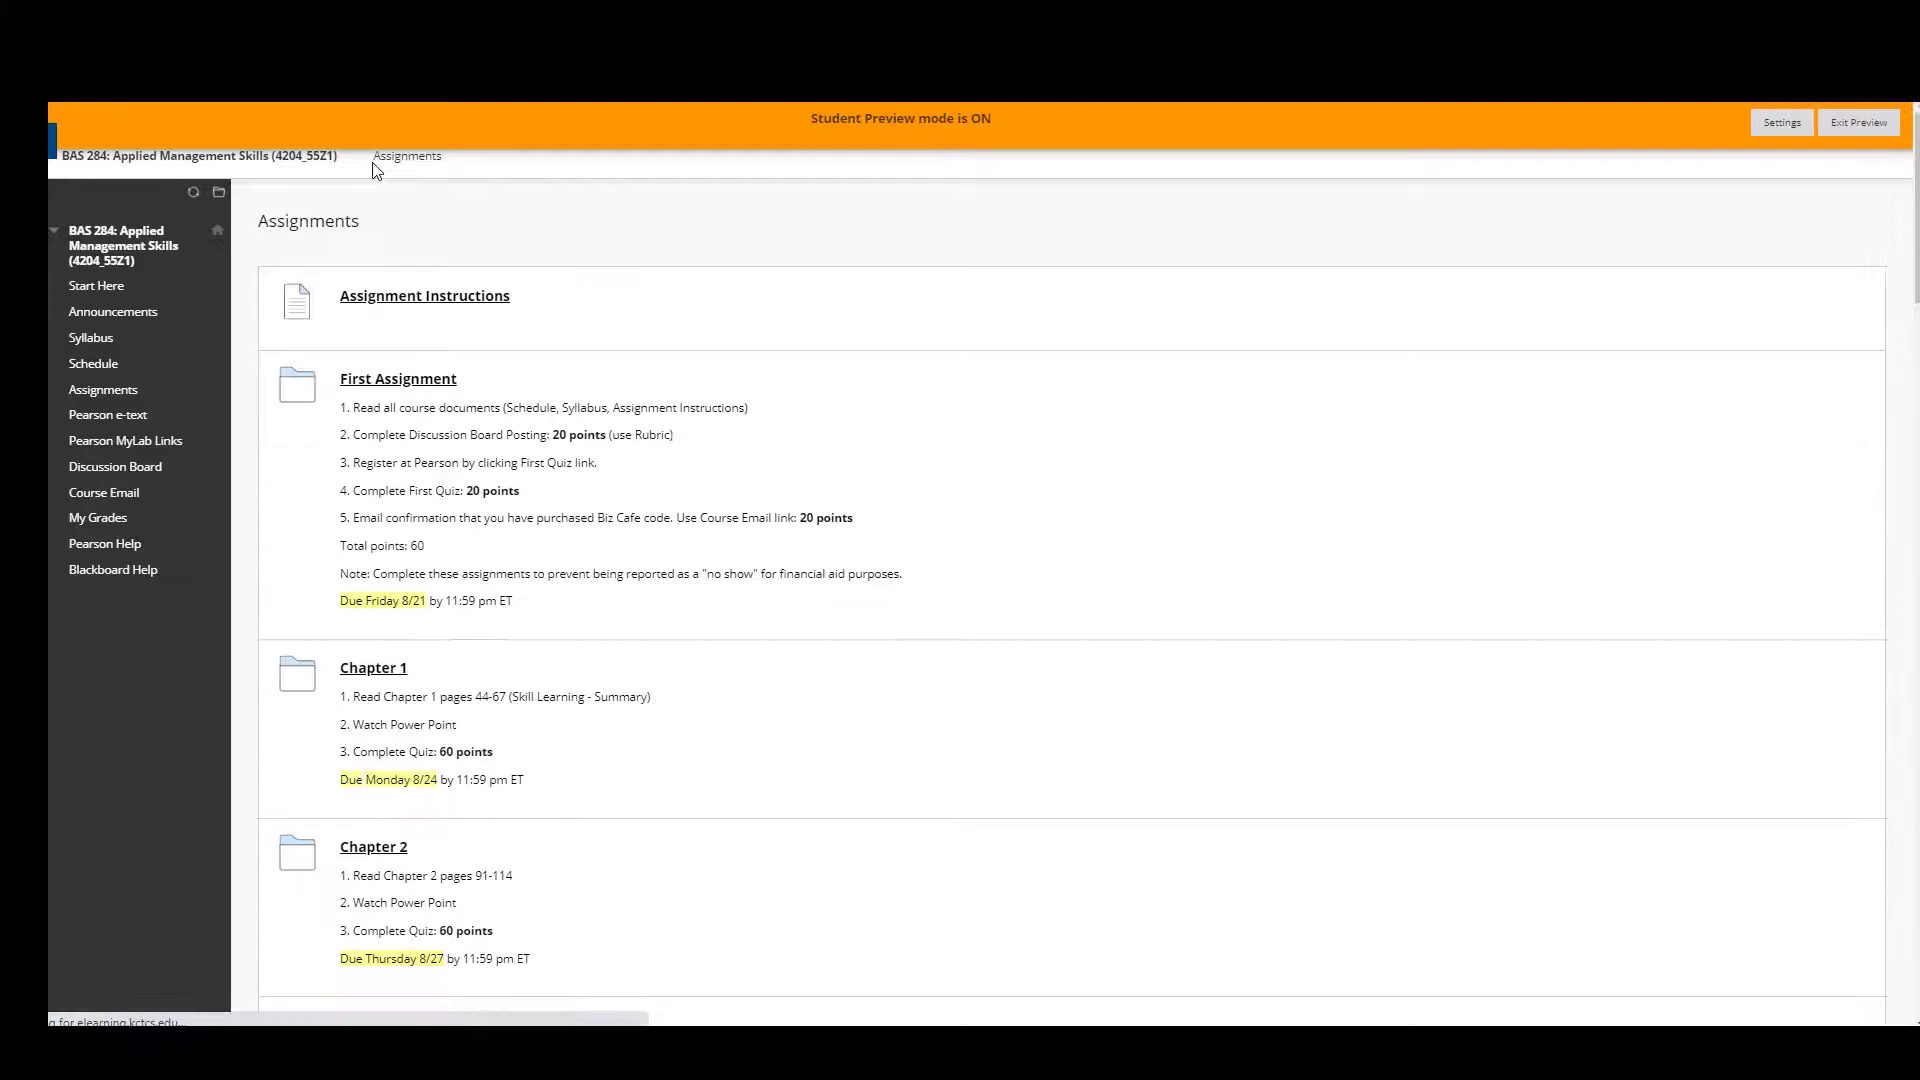 Student Preview mode is ON
Settings
Exit Preview
BAS 284: Applied Management Skills (4204_55Z1)
Assignments
BAS 284: Applied
Management Skills
(4204_55Z1)
Start Here
Announcements
Syllabus
Schedule
Assignments
Pearson e-text
Pearson MyLab Links
Discussion Board
Course Email
My Grades
Pearson Help
Blackboard Help
Assignments
Assignment Instructions
First Assignment
1. Read all course documents (Schedule, Syllabus, Assignment Instructions)
2. Complete Discussion Board Posting: 20 points (use Rubric)
3. Register at Pearson by clicking First Quiz link.
4. Complete First Quiz: 20 points
5. Email confirmation that you have purchased Biz Cafe code. Use Course Email link: 20 points
Total points: 60
Note: Complete these assignments to prevent being reported as a "no show" for financial aid purposes.
Due Friday 8/21 by 11:59 pm ET
Chapter 1
1. Read Chapter 1 pages 44-67 (Skill Learning - Summary)
2. Watch Power Point
3. Complete Quiz: 60 points
Due Monday 8/24 by 11:59 pm ET
Chapter 2
1. Read Chapter 2 pages 91-114
2. Watch Power Point
3. Complete Quiz: 60 points
Due Thursday 8/27 by 11:59 pm ET
g for elearning.kctcs.edu...